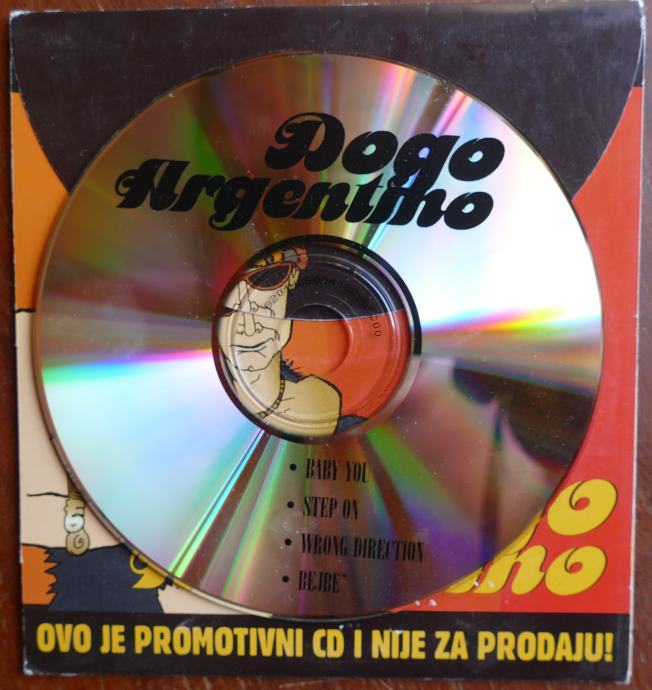 Dogo
Argentino
• BABY YOU
• STEP ON
• WRONG DIRECTION
• BEJBE*
OVO JE PROMOTIVNI CD I NIJE ZA PRODAJU!